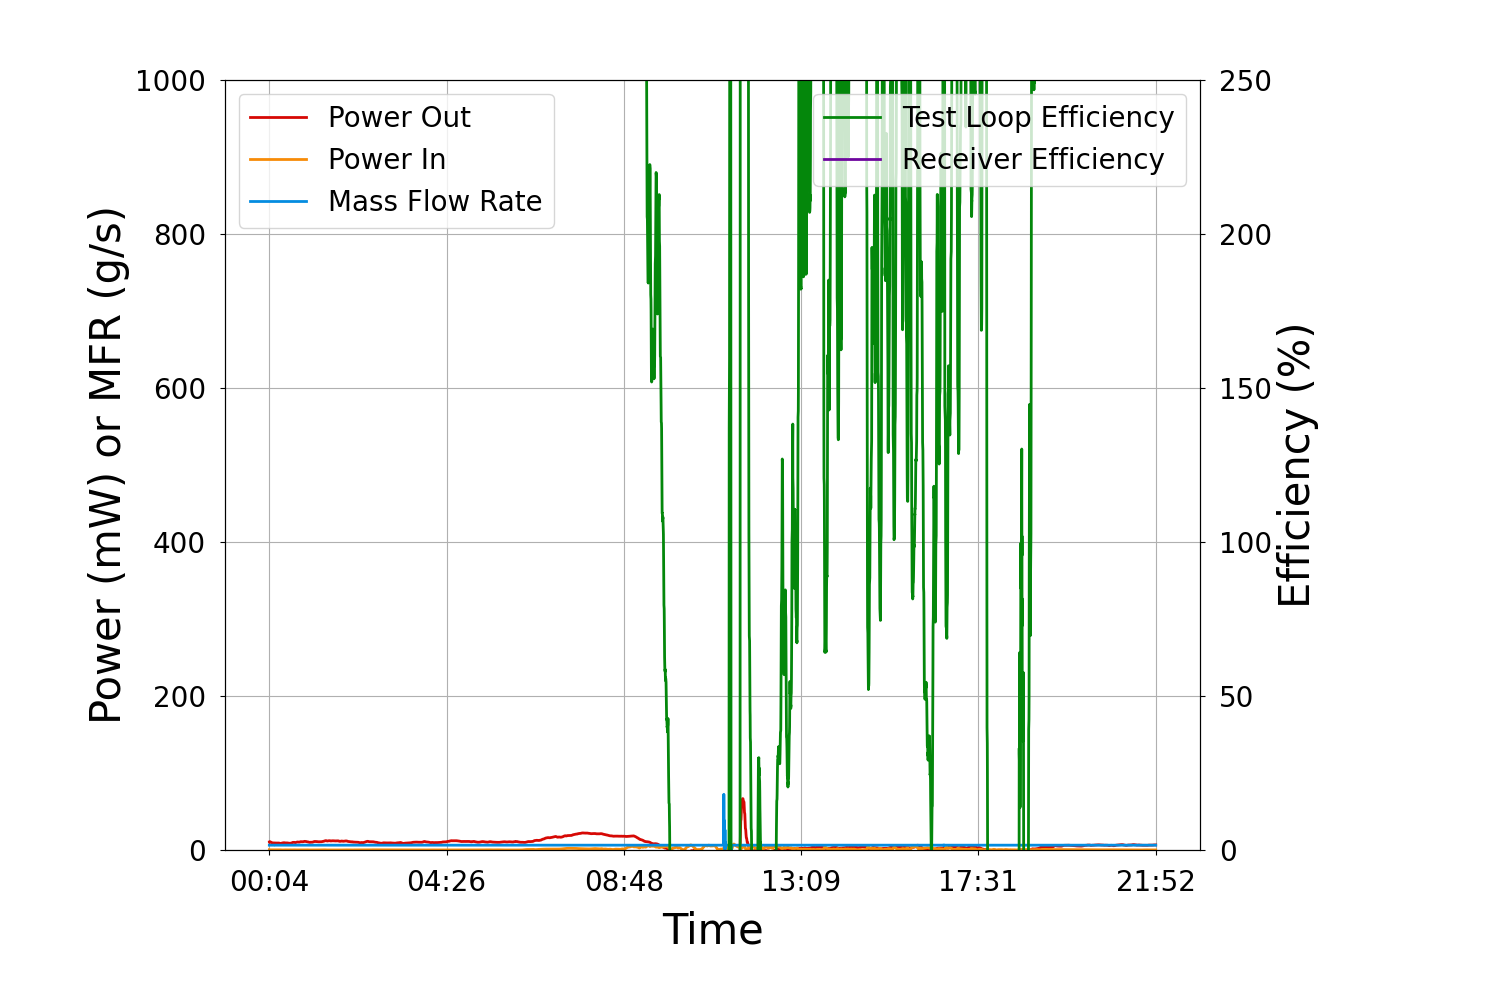 1000
800
600
400
200
0
Power (mW) or MFR (g/s)
Power Out
Power In
Mass Flow Rate
Test Loop Efficiency
Receiver Efficiency
250
200
150
100
50
0
Efficiency (%)
00:04 04:26 08:48 13:09 17:31 21:52
Time